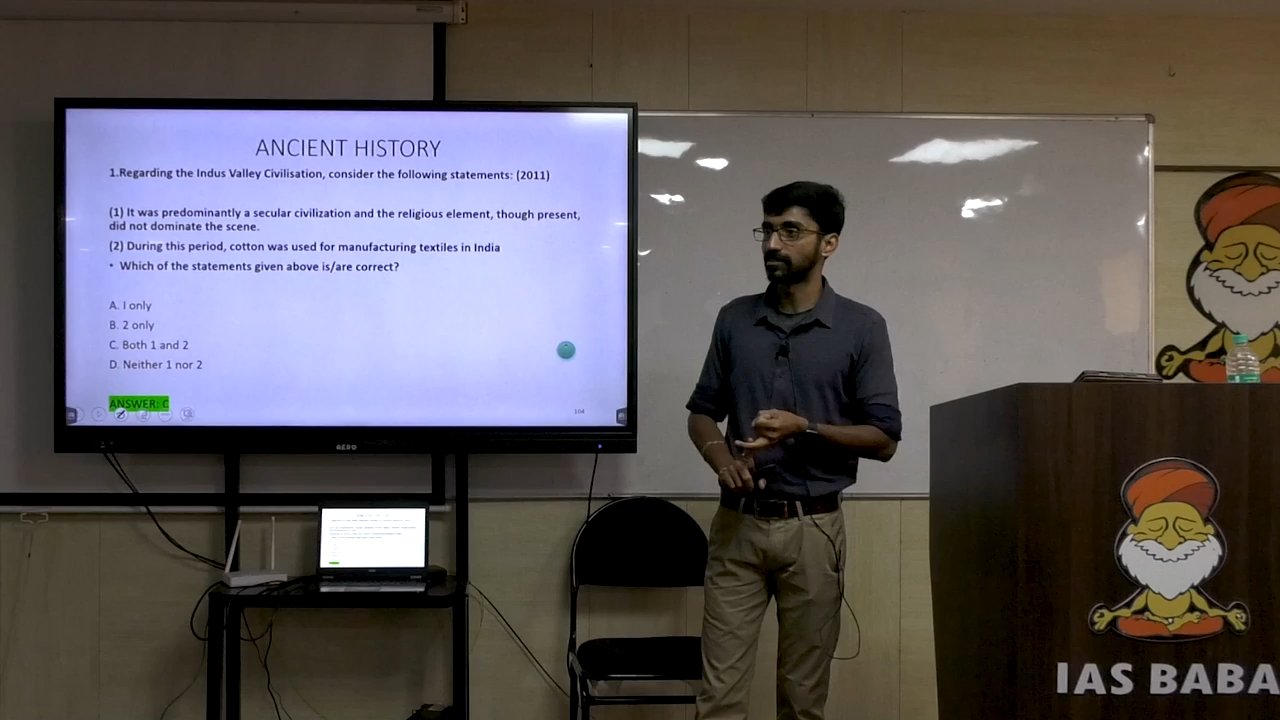 ANCIENT HISTORY
1.Regarding the Indus Valley Civilisation, consider the following statements: (2011)
(1) It was predominantly a secular civilization and the religious element, though present,
did not dominate the scene.
(2) During this period, cotton was used for manufacturing textiles in India
• Which of the statements given above is/are correct?
A. I only
B. 2 only
C. Both 1 and 2
D. Neither 1 nor 2
ANSWER: C
104
IAS BABA